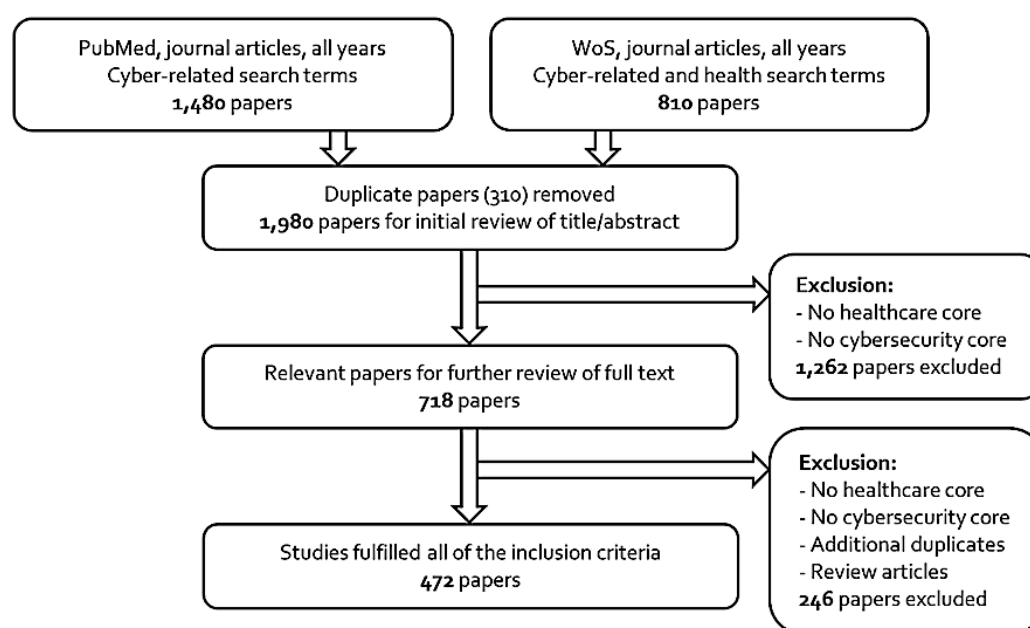 PubMed, journal articles, all years
Cyber-related search terms
1,480 papers
WoS, journal articles, all years
Cyber-related and health search terms
810 papers
Duplicate papers (310) removed
1,980 papers for initial review of title/abstract
Exclusion:
- No healthcare core
- No cybersecurity core
1,262 papers excluded
Relevant papers for further review of full text
718 papers
Exclusion:
- No healthcare core
- No cybersecurity core
- Additional duplicates
- Review articles
246 papers excluded
Studies fulfilled all of the inclusion criteria
472 papers